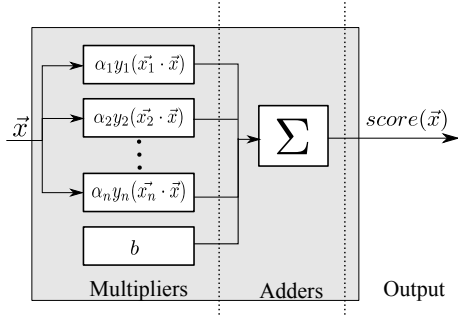 α₁y₁(x⃗₁ · x⃗)
x⃗
α₂y₂(x⃗₂ · x⃗)
Σ
score(x⃗)
αₙyₙ(x⃗ₙ · x⃗)
b
Multipliers
Adders
Output